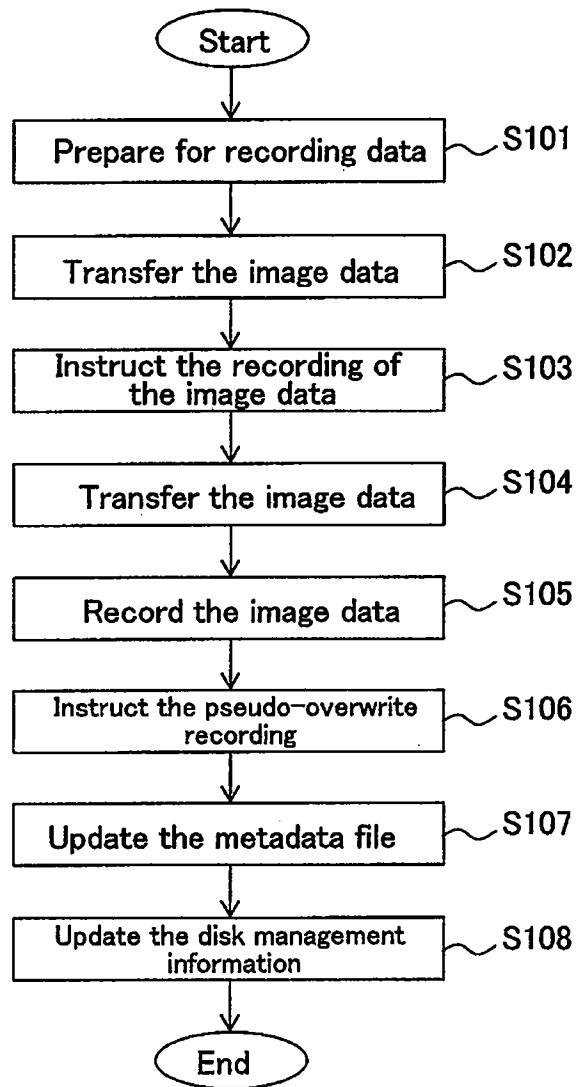 Start
Prepare for recording data
S101
Transfer the image data
S102
Instruct the recording of
the image data
S103
Transfer the image data
S104
Record the image data
S105
Instruct the pseudo-overwrite
recording
S106
Update the metadata file
S107
Update the disk management
information
S108
End